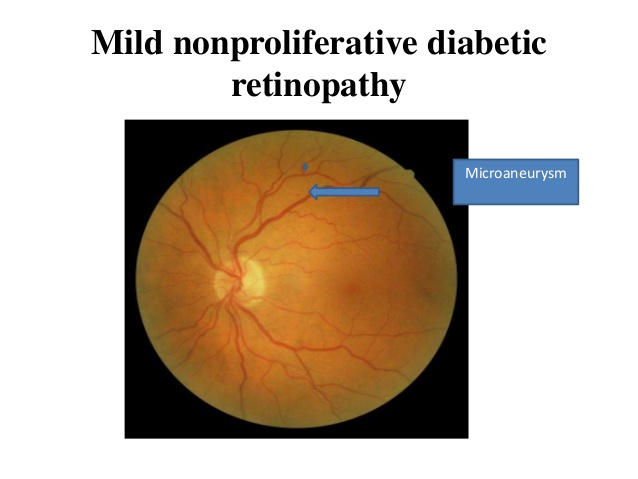 Mild nonproliferative diabetic
retinopathy
Microaneurysm